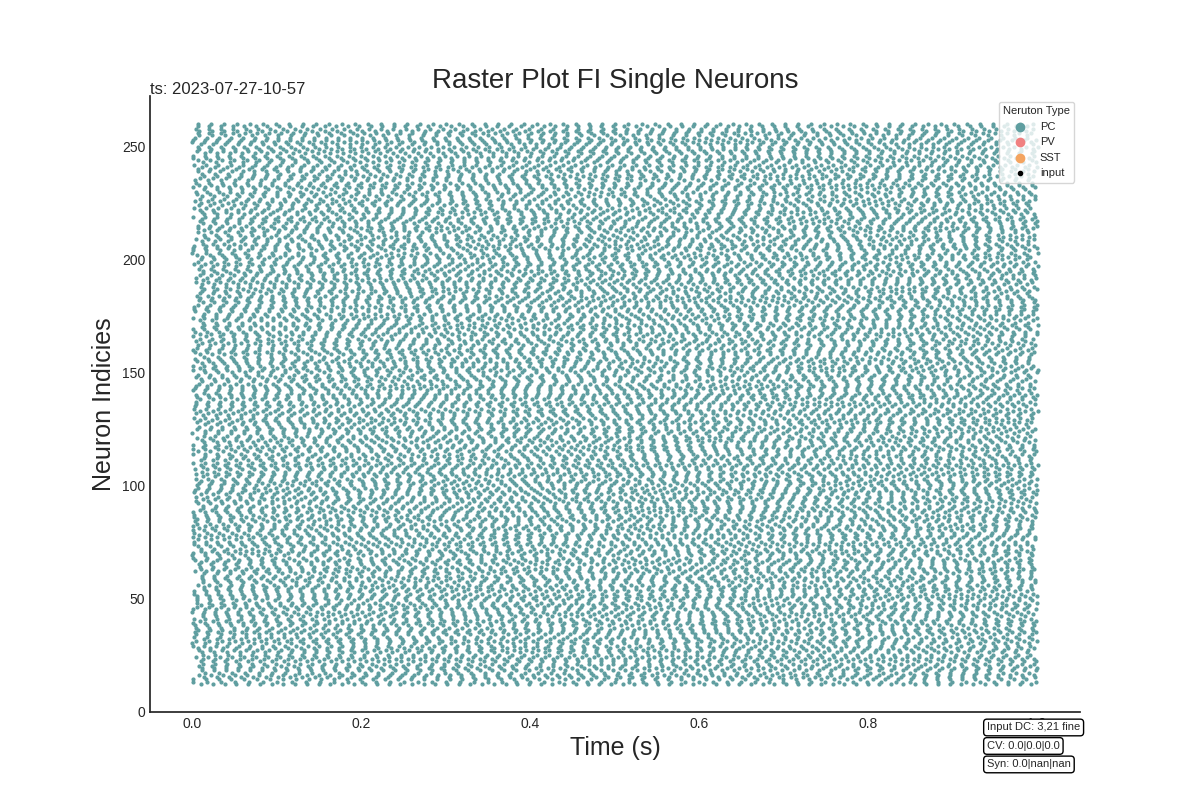 Raster Plot FI Single Neurons
ts: 2023-07-27-10-57
Neruton Type
PC
PV
SST
input
Neuron Indicies
250
200
150
100
50
0
0.0 0.2 0.4 0.6 0.8
Time (s)
Input DC: 3,21 fine
CV: 0.0|0.0|0.0
Syn: 0.0|nan|nan